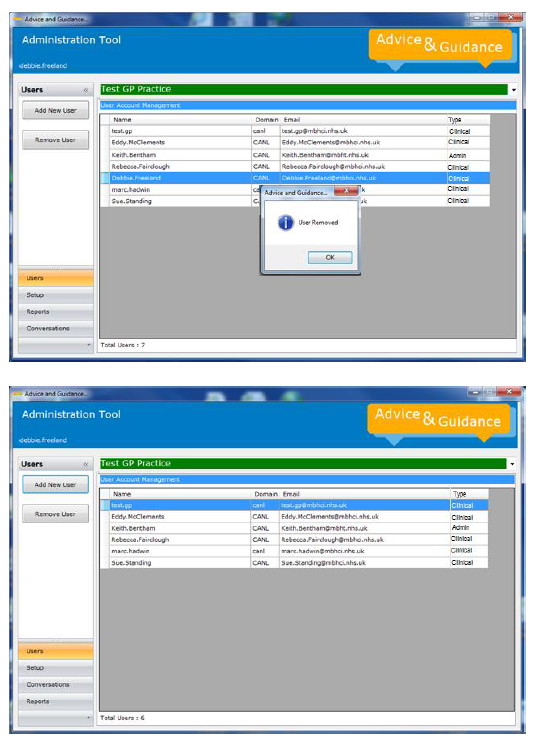 Advice and Guidance...
Administration Tool
Advice & Guidance
debbie.freeland
Users «
Test GP Practice
User Account Management
Add New User
Remove User
Name Domain Email Type
test.gp canl test.gp@mbhci.nhs.uk Clinical
Eddy.McClements CANL Eddy.McClements@mbhci.nhs.uk Clinical
Keith.Bentham CANL Keith.Bentham@mbht.nhs.uk Admin
Rebecca.Fairclough CANL Rebecca.Fairclough@mbhci.nhs.uk Clinical
Debbie.Freeland CANL Debbie.Freeland@mbhci.nhs.uk Clinical
marc.hadwin ca k Clinical
Sue.Standing C uk Clinical
Advice and Guidance...
User Removed
OK
Users
Setup
Reports
Conversations
Total Users : 7
Advice and Guidance...
Administration Tool
Advice & Guidance
debbie.freeland
Users «
Test GP Practice
User Account Management
Add New User
Remove User
Name Domain Email Type
test.gp canl test.gp@mbhci.nhs.uk Clinical
Eddy.McClements CANL Eddy.McClements@mbhci.nhs.uk Clinical
Keith.Bentham CANL Keith.Bentham@mbht.nhs.uk Admin
Rebecca.Fairclough CANL Rebecca.Fairclough@mbhci.nhs.uk Clinical
marc.hadwin canl marc.hadwin@mbhci.nhs.uk Clinical
Sue.Standing CANL Sue.Standing@mbhci.nhs.uk Clinical
Users
Setup
Conversations
Reports
Total Users : 6